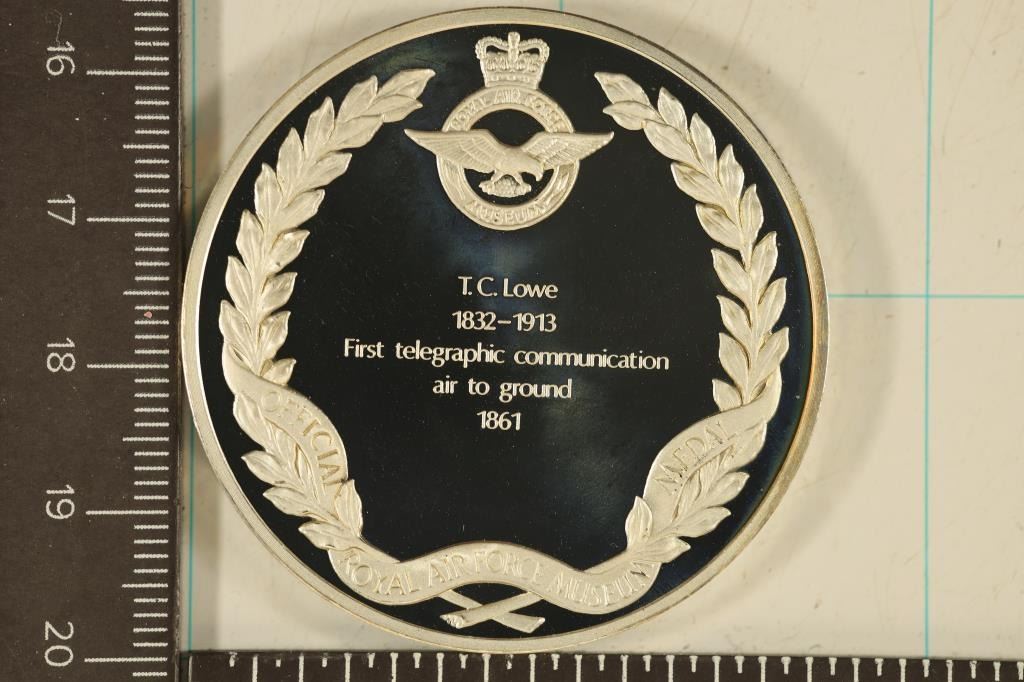 ROYAL AIR FORCE
MUSEUM
T. C. Lowe
1832–1913
First telegraphic communication
air to ground
1861
OFFICIAL
MEDAL
ROYAL AIR FORCE MUSEUM
16
17
18
19
20